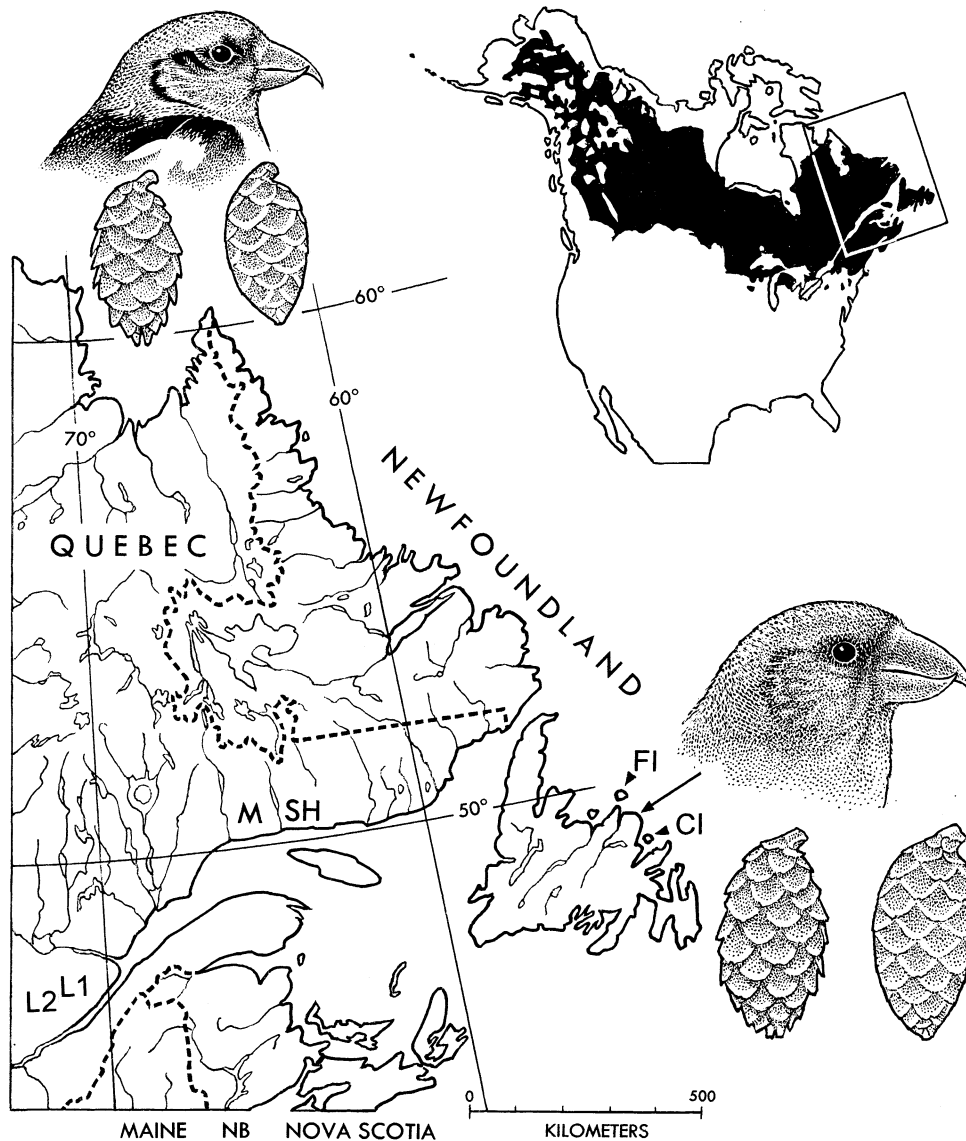 60°
60°
70°
NEWFOUNDLAND
QUEBEC
FI
M SH
50°
CI
L2 L1
0 500
MAINE NB NOVA SCOTIA KILOMETERS